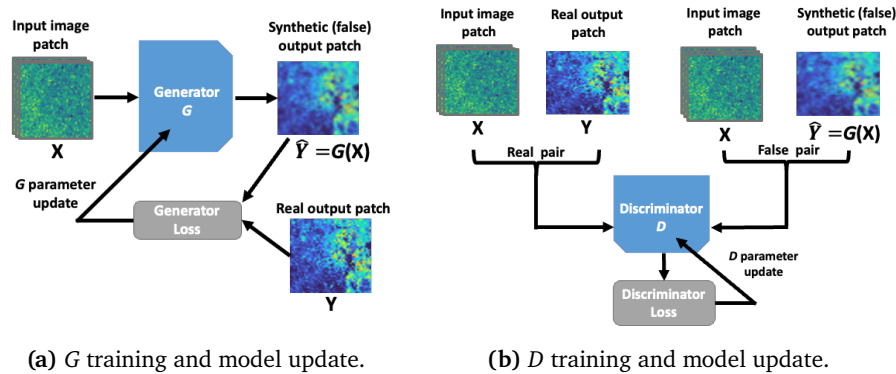 (a)
Input image
patch
X
Generator
G
Synthetic (false)
output patch
Ŷ =G(X)
G parameter
update
Generator
Loss
Real output patch
Y
(b)
Input image
patch
X
Real output
patch
Y
Real pair
Input image
patch
X
Synthetic (false)
output patch
Ŷ =G(X)
False pair
Discriminator
D
D parameter
update
Discriminator
Loss
(a) G training and model update.
(b) D training and model update.